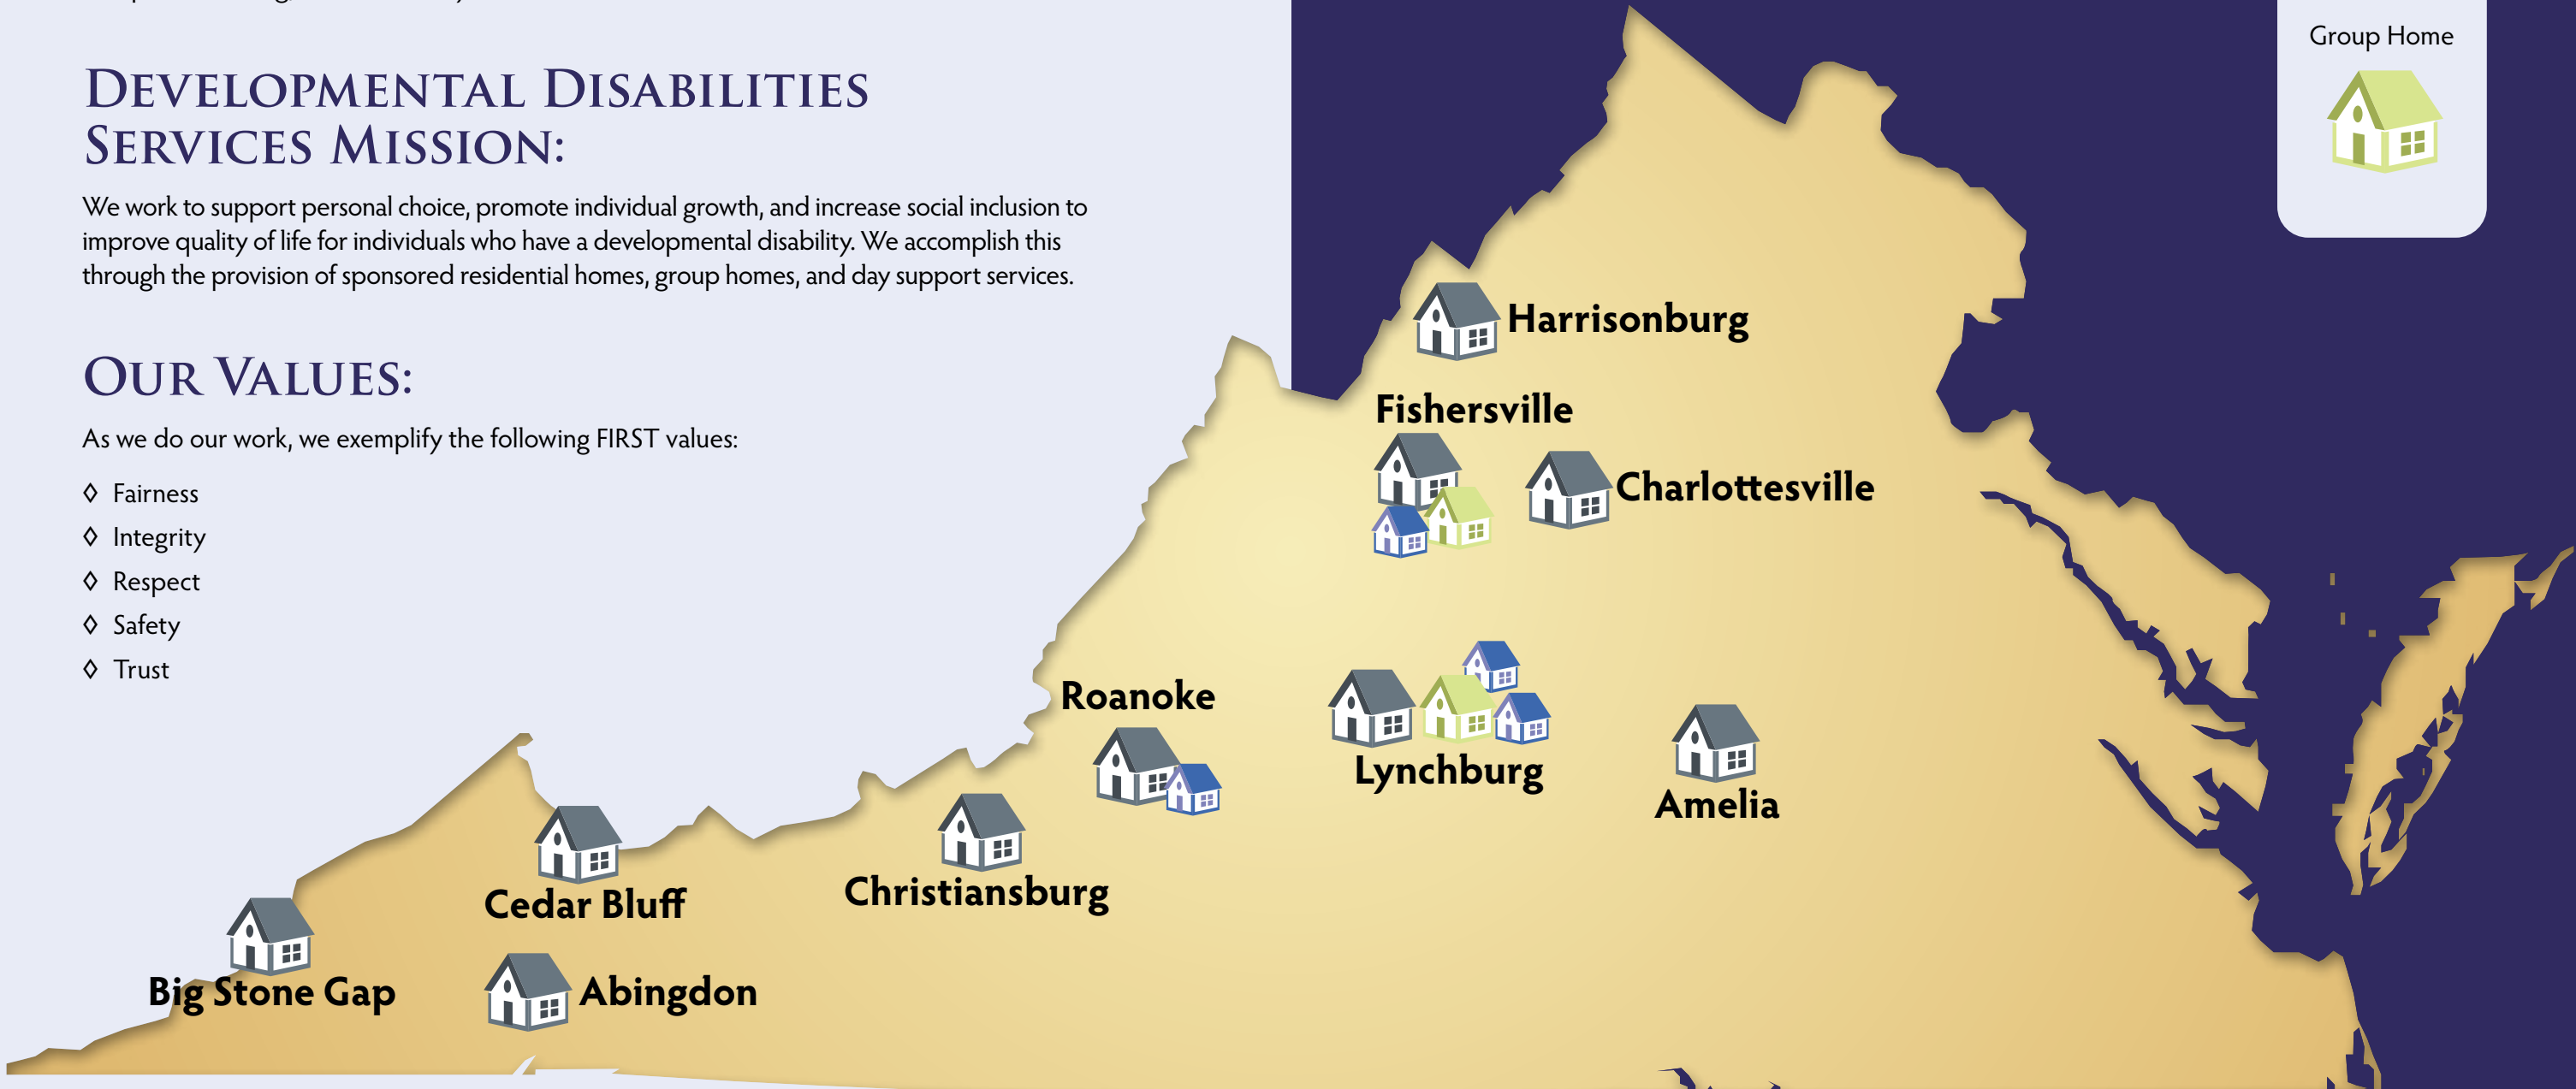 Developmental Disabilities
Services Mission:
We work to support personal choice, promote individual growth, and increase social inclusion to
improve quality of life for individuals who have a developmental disability. We accomplish this
through the provision of sponsored residential homes, group homes, and day support services.
Our Values:
As we do our work, we exemplify the following FIRST values:
◊ Fairness
◊ Integrity
◊ Respect
◊ Safety
◊ Trust
Group Home
Harrisonburg
Fishersville
Charlottesville
Roanoke
Lynchburg
Amelia
Christiansburg
Cedar Bluff
Big Stone Gap
Abingdon